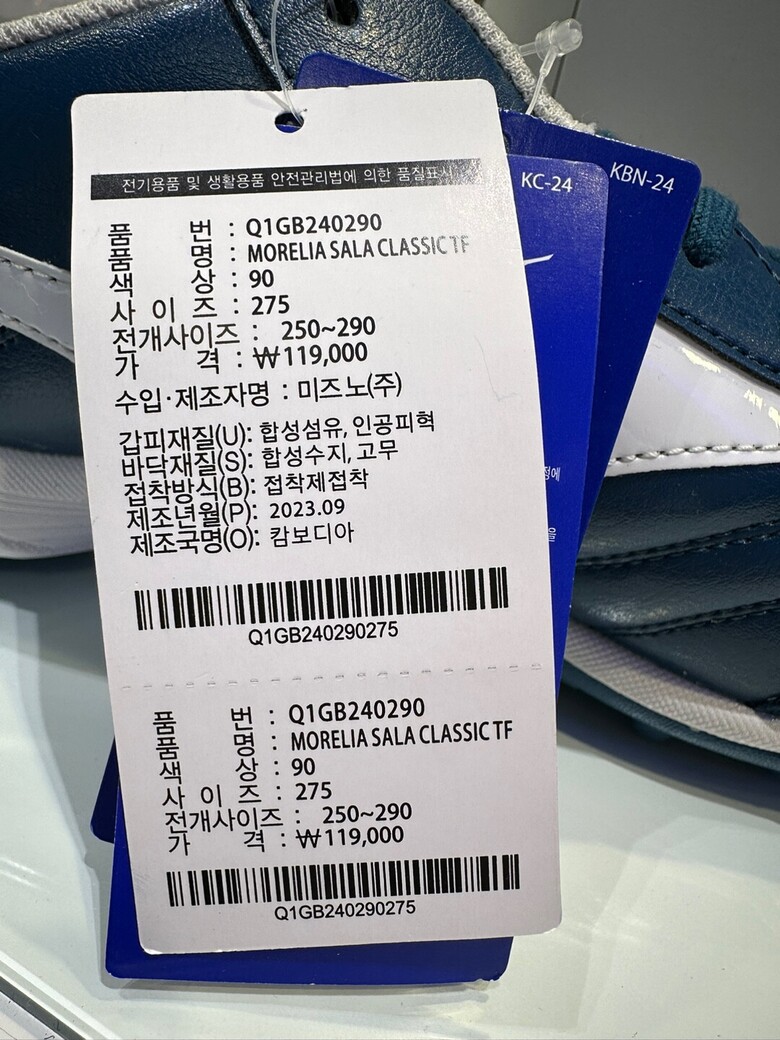 전기용품 및 생활용품 안전관리법에 의한 품질표시
품 번 : Q1GB240290
품 명 : MORELIA SALA CLASSIC TF
색 상 : 90
사 이 즈 : 275
전개사이즈 : 250~290
가 격 : ₩119,000
수입·제조자명 : 미즈노(주)
갑피재질(U): 합성섬유, 인공피혁
바닥재질(S): 합성수지, 고무
접착방식(B): 접착제접착
제조년월(P): 2023.09
제조국명(O): 캄보디아
Q1GB240290275
품 번 : Q1GB240290
품 명 : MORELIA SALA CLASSIC TF
색 상 : 90
사 이 즈 : 275
전개사이즈 : 250~290
가 격 : ₩119,000
Q1GB240290275
KC-24
KBN-24